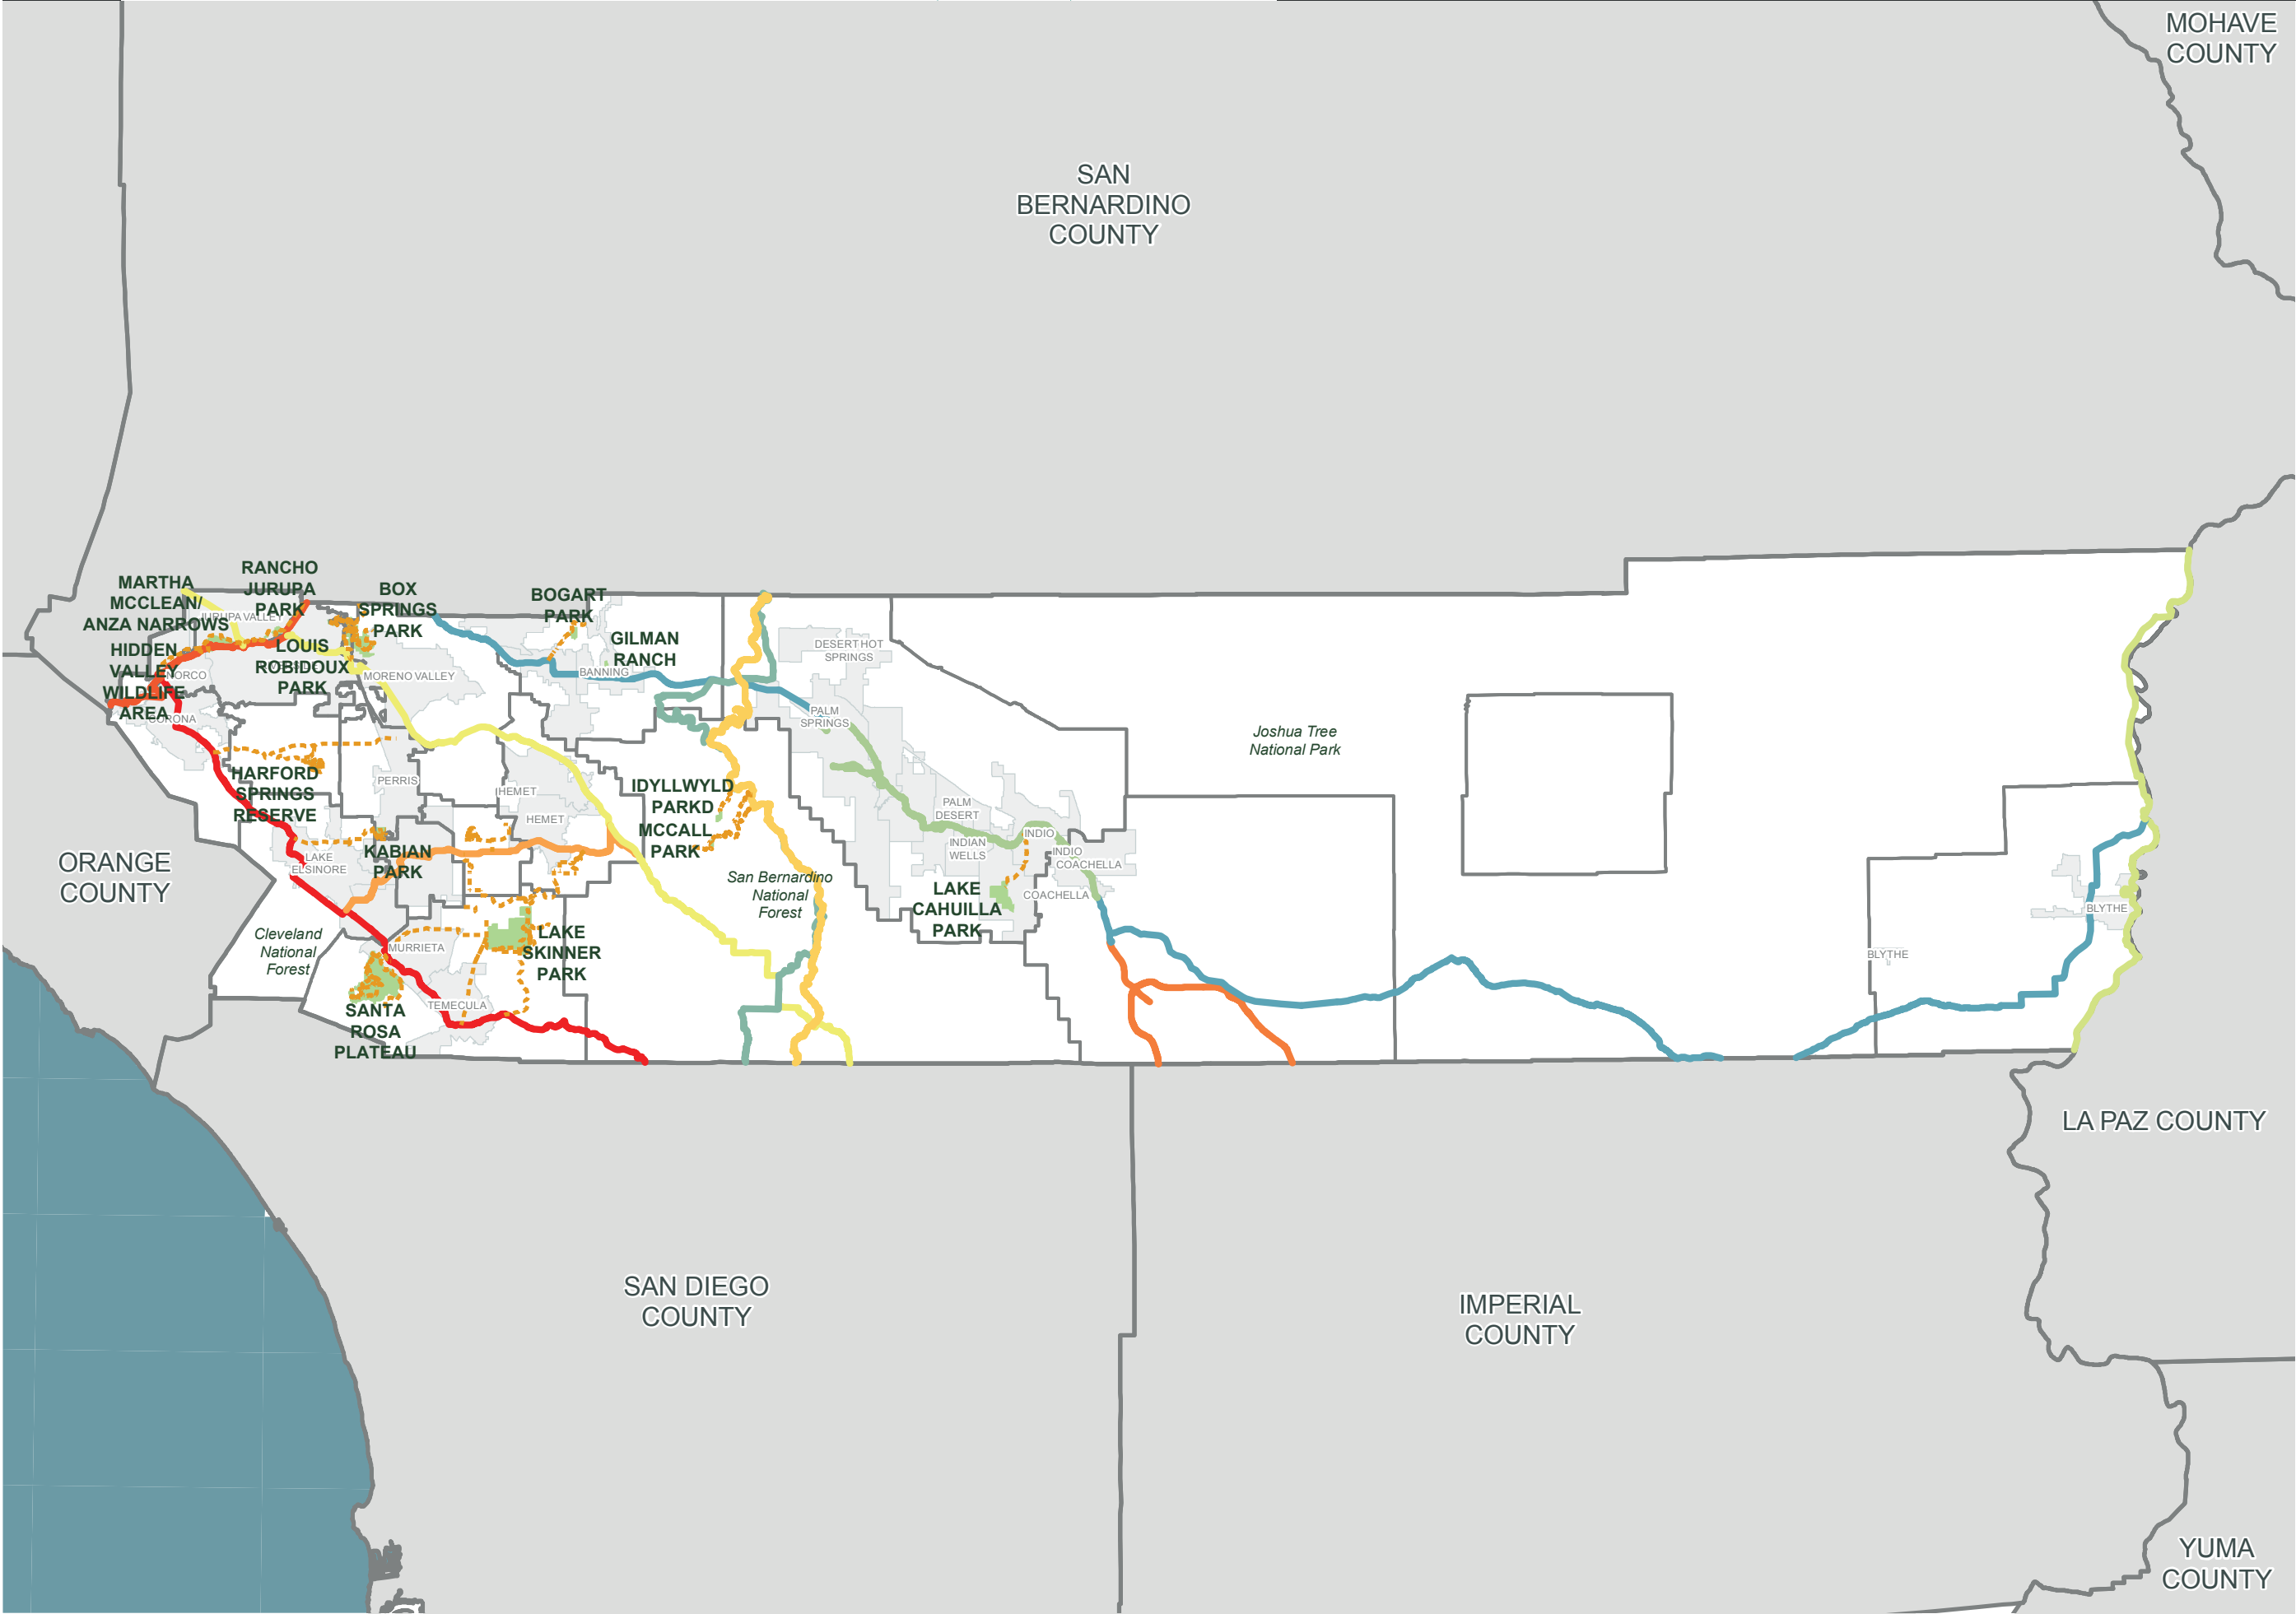 MOHAVE
COUNTY
SAN
BERNARDINO
COUNTY
MARTHA
MCCLEAN/
ANZA NARROWS
RANCHO
JURUPA
PARK
BOX
SPRINGS
PARK
BOGART
PARK
JURUPA VALLEY
HIDDEN
VALLEY
WILDLIFE
AREA
LOUIS
ROBIDOUX
PARK
GILMAN
RANCH
DESERT HOT
SPRINGS
NORCO
MORENO VALLEY
BANNING
CORONA
PALM
SPRINGS
Joshua Tree
National Park
HARFORD
SPRINGS
RESERVE
PERRIS
HEMET
HEMET
IDYLLWYLD
PARKD
MCCALL
PARK
PALM
DESERT
INDIO
INDIAN
WELLS
INDIO
COACHELLA
COACHELLA
ORANGE
COUNTY
LAKE
ELSINORE
KABIAN
PARK
San Bernardino
National
Forest
LAKE
CAHUILLA
PARK
BLYTHE
BLYTHE
Cleveland
National
Forest
MURRIETA
LAKE
SKINNER
PARK
TEMECULA
SANTA
ROSA
PLATEAU
LA PAZ COUNTY
SAN DIEGO
COUNTY
IMPERIAL
COUNTY
YUMA
COUNTY